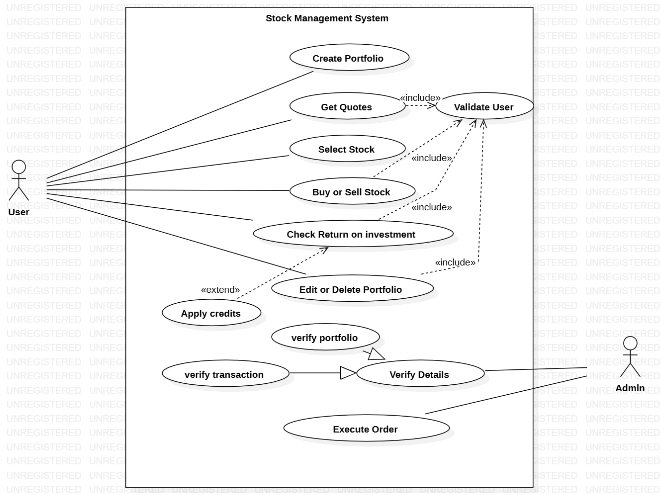 Stock Management System
Create Portfolio
Get Quotes
«include»
Validate User
Select Stock
«include»
Buy or Sell Stock
User
«include»
Check Return on investment
«include»
«extend»
Edit or Delete Portfolio
Apply credits
verify portfolio
verify transaction
Verify Details
AdmIn
Execute Order
UNREGISTERED